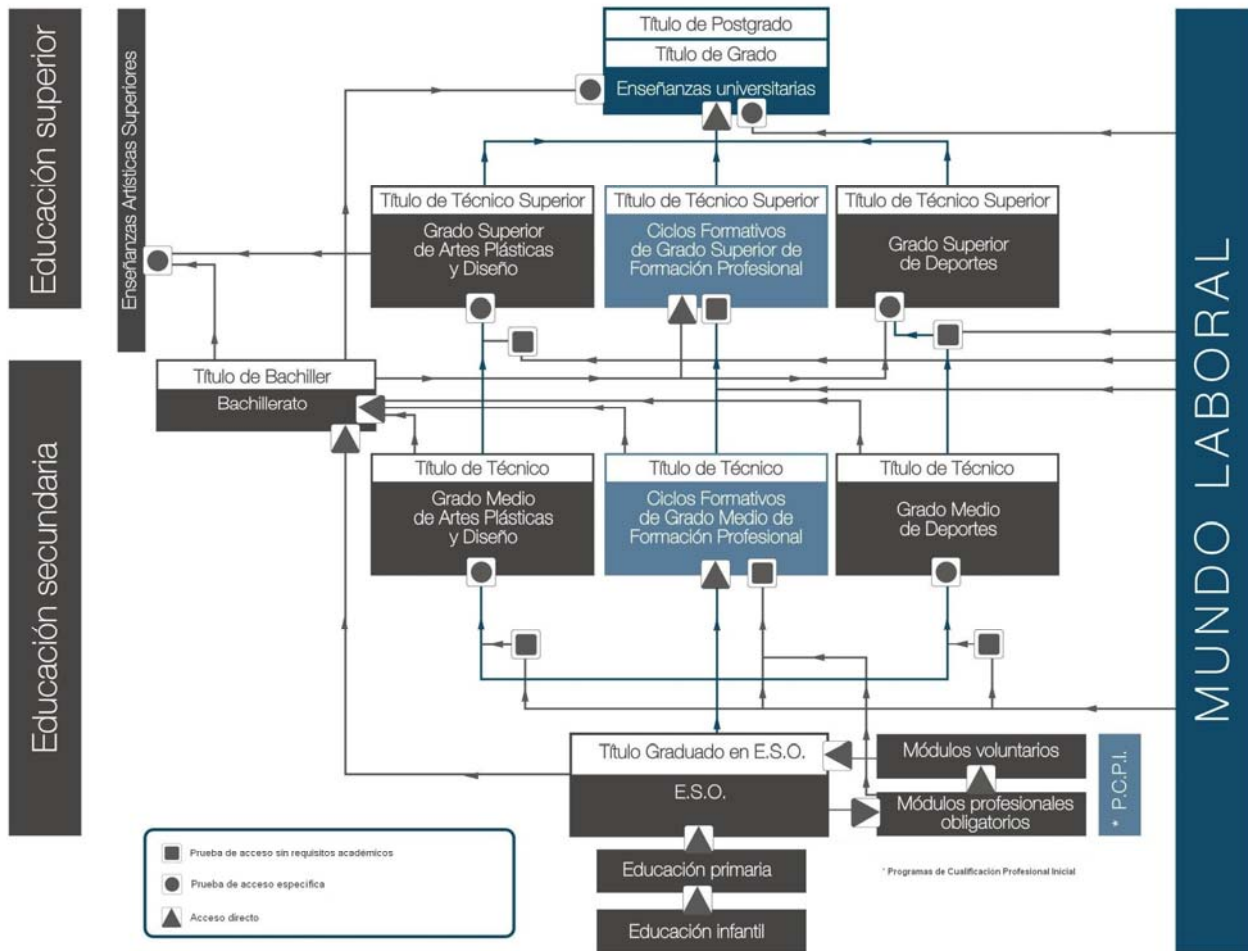 Educación superior
Enseñanzas Artísticas Superiores
Título de Postgrado
Título de Grado
Enseñanzas universitarias
Título de Técnico Superior
Grado Superior
de Artes Plásticas
y Diseño
Título de Técnico Superior
Ciclos Formativos
de Grado Superior de
Formación Profesional
Título de Técnico Superior
Grado Superior
de Deportes
MUNDO LABORAL
Educación secundaria
Título de Bachiller
Bachillerato
Título de Técnico
Grado Medio
de Artes Plásticas
y Diseño
Título de Técnico
Ciclos Formativos
de Grado Medio de
Formación Profesional
Título de Técnico
Grado Medio
de Deportes
Título Graduado en E.S.O.
E.S.O.
Módulos voluntarios
Módulos profesionales
obligatorios
* P.C.P.I.
Educación primaria
Educación infantil
* Programas de Cualificacion Profesional Inicial
Prueba de acceso sin requisitos académicos
Prueba de acceso específica
Acceso directo